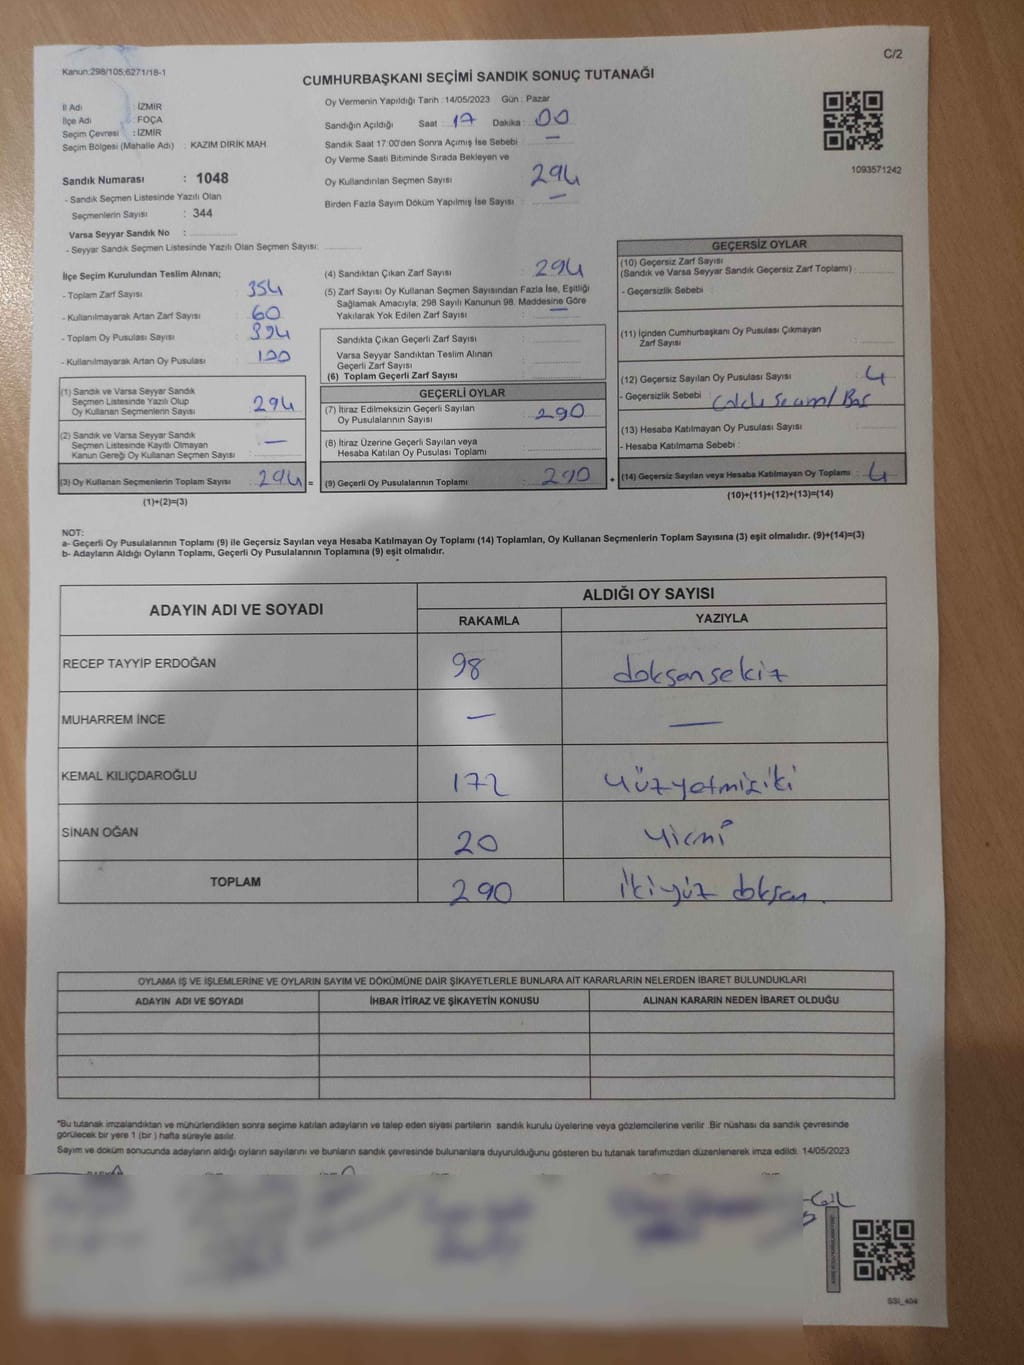 C/2
Kanun:298/105;6271/18-1
CUMHURBAŞKANI SEÇİMİ SANDIK SONUÇ TUTANAĞI
İl Adı : İZMİR
İlçe Adı : FOÇA
Seçim Çevresi : İZMİR
Seçim Bölgesi (Mahalle Adı) : KAZIM DİRİK MAH
Sandık Numarası : 1048
- Sandık Seçmen Listesinde Yazılı Olan
Seçmenlerin Sayısı : 344
Varsa Seyyar Sandık No :
- Seyyar Sandık Seçmen Listesinde Yazılı Olan Seçmen Sayısı:
Oy Vermenin Yapıldığı Tarih : 14/05/2023 Gün : Pazar
Sandığın Açıldığı Saat : 17 Dakika : 00
Sandık Saat 17:00'den Sonra Açımış İse Sebebi : —
Oy Verme Saati Bitiminde Sırada Bekleyen ve
Oy Kullandırılan Seçmen Sayısı : 294
Birden Fazla Sayım Döküm Yapılmış İse Sayısı : —
1093571242
İlçe Seçim Kurulundan Teslim Alınan;
- Toplam Zarf Sayısı : 354
- Kullanılmayarak Artan Zarf Sayısı : 60
- Toplam Oy Pusulası Sayısı : 394
- Kullanılmayarak Artan Oy Pusulası : 100
(1) Sandık ve Varsa Seyyar Sandık
Seçmen Listesinde Yazılı Olup
Oy Kullanan Seçmenlerin Sayısı : 294
(2) Sandık ve Varsa Seyyar Sandık
Seçmen Listesinde Kayıtlı Olmayan
Kanun Gereği Oy Kullanan Seçmen Sayısı : —
(3) Oy Kullanan Seçmenlerin Toplam Sayısı : 294 =
(1)+(2)=(3)
(4) Sandıktan Çıkan Zarf Sayısı : 294
(5) Zarf Sayısı Oy Kullanan Seçmen Sayısından Fazla İse, Eşitliği
Sağlamak Amacıyla; 298 Sayılı Kanunun 98. Maddesine Göre
Yakılarak Yok Edilen Zarf Sayısı : —
Sandıkta Çıkan Geçerli Zarf Sayısı :
Varsa Seyyar Sandıktan Teslim Alınan
Geçerli Zarf Sayısı :
(6) Toplam Geçerli Zarf Sayısı :
GEÇERLİ OYLAR
(7) İtiraz Edilmeksizin Geçerli Sayılan
Oy Pusulasının Sayısı : 290
(8) İtiraz Üzerine Geçerli Sayılan veya
Hesaba Katılan Oy Pusulası Toplamı :
(9) Geçerli Oy Pusulalarının Toplamı : 290 +
GEÇERSİZ OYLAR
(10) Geçersiz Zarf Sayısı
(Sandık ve Varsa Seyyar Sandık Geçersiz Zarf Toplamı) :
- Geçersizlik Sebebi :
(11) İçinden Cumhurbaşkanı Oy Pusulası Çıkmayan
Zarf Sayısı :
(12) Geçersiz Sayılan Oy Pusulası Sayısı : 4
- Geçersizlik Sebebi :
(13) Hesaba Katılmayan Oy Pusulası Sayısı :
- Hesaba Katılmama Sebebi :
(14) Geçersiz Sayılan veya Hesaba Katılmayan Oy Toplamı : 4
(10)+(11)+(12)+(13)=(14)
NOT:
a- Geçerli Oy Pusulalarının Toplamı (9) ile Geçersiz Sayılan veya Hesaba Katılmayan Oy Toplamı (14) Toplamları, Oy Kullanan Seçmenlerin Toplam Sayısına (3) eşit olmalıdır. (9)+(14)=(3)
b- Adayların Aldığı Oyların Toplamı, Geçerli Oy Pusulalarının Toplamına (9) eşit olmalıdır.
ADAYIN ADI VE SOYADI ALDIĞI OY SAYISI
RAKAMLA YAZIYLA
RECEP TAYYİP ERDOĞAN 98 doksansekiz
MUHARREM İNCE — —
KEMAL KILIÇDAROĞLU 172 Yüzyetmişiki
SİNAN OĞAN 20 Yirmi
TOPLAM 290 İkiyüz doksan.
OYLAMA İŞ VE İŞLEMLERİNE VE OYLARIN SAYIM VE DÖKÜMÜNE DAİR ŞİKAYETLERLE BUNLARA AİT KARARLARIN NELERDEN İBARET BULUNDUKLARI
ADAYIN ADI VE SOYADI İHBAR İTİRAZ VE ŞİKAYETİN KONUSU ALINAN KARARIN NEDEN İBARET OLDUĞU
*Bu tutanak imzalandıktan ve mühürlendikten sonra seçime katılan adayların ve talep eden siyasi partilerin sandık kurulu üyelerine veya gözlemcilerine verilir .Bir nüshası da sandık çevresinde
görülecek bir yere 1 (bir ) hafta süreyle asılır.
Sayım ve döküm sonucunda adayların aldığı oyların sayılarını ve bunların sandık çevresinde bulunanlara duyurulduğunu gösteren bu tutanak tarafımızdan düzenlenerek imza edildi. 14/05/2023
SSI_404